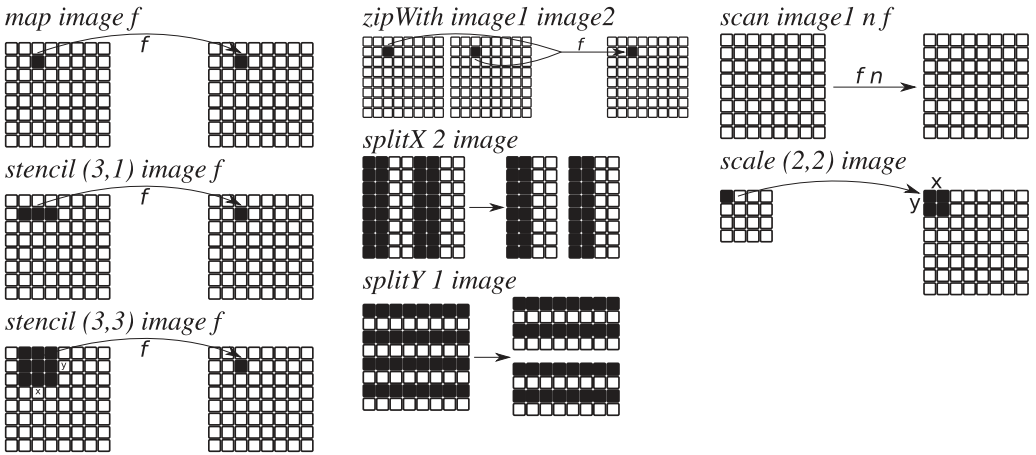 map image f
f
stencil (3,1) image f
f
stencil (3,3) image f
f
y
x
zipWith image1 image2
f
splitX 2 image
splitY 1 image
scan image1 n f
f n
scale (2,2) image
x
y